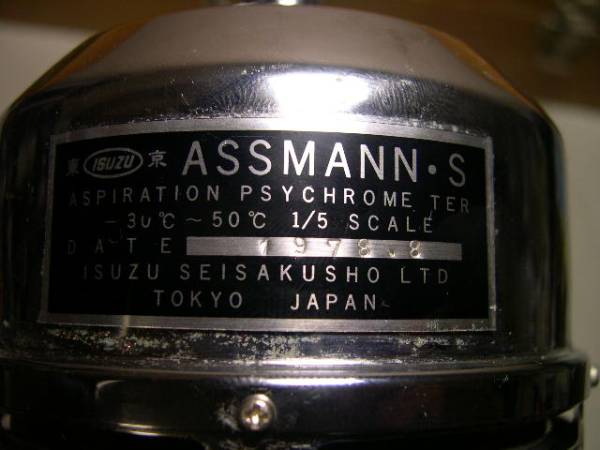 東 ISUZU 京 ASSMANN·S
ASPIRATION PSYCHROMETER
-30℃ ~ 50℃ 1/5 SCALE
DATE 1978.8
ISUZU SEISAKUSHO LTD
TOKYO JAPAN